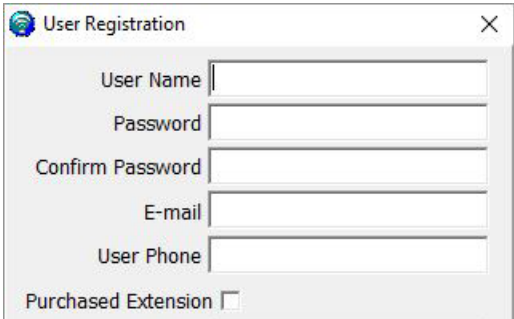 User Registration
User Name
Password
Confirm Password
E-mail
User Phone
Purchased Extension